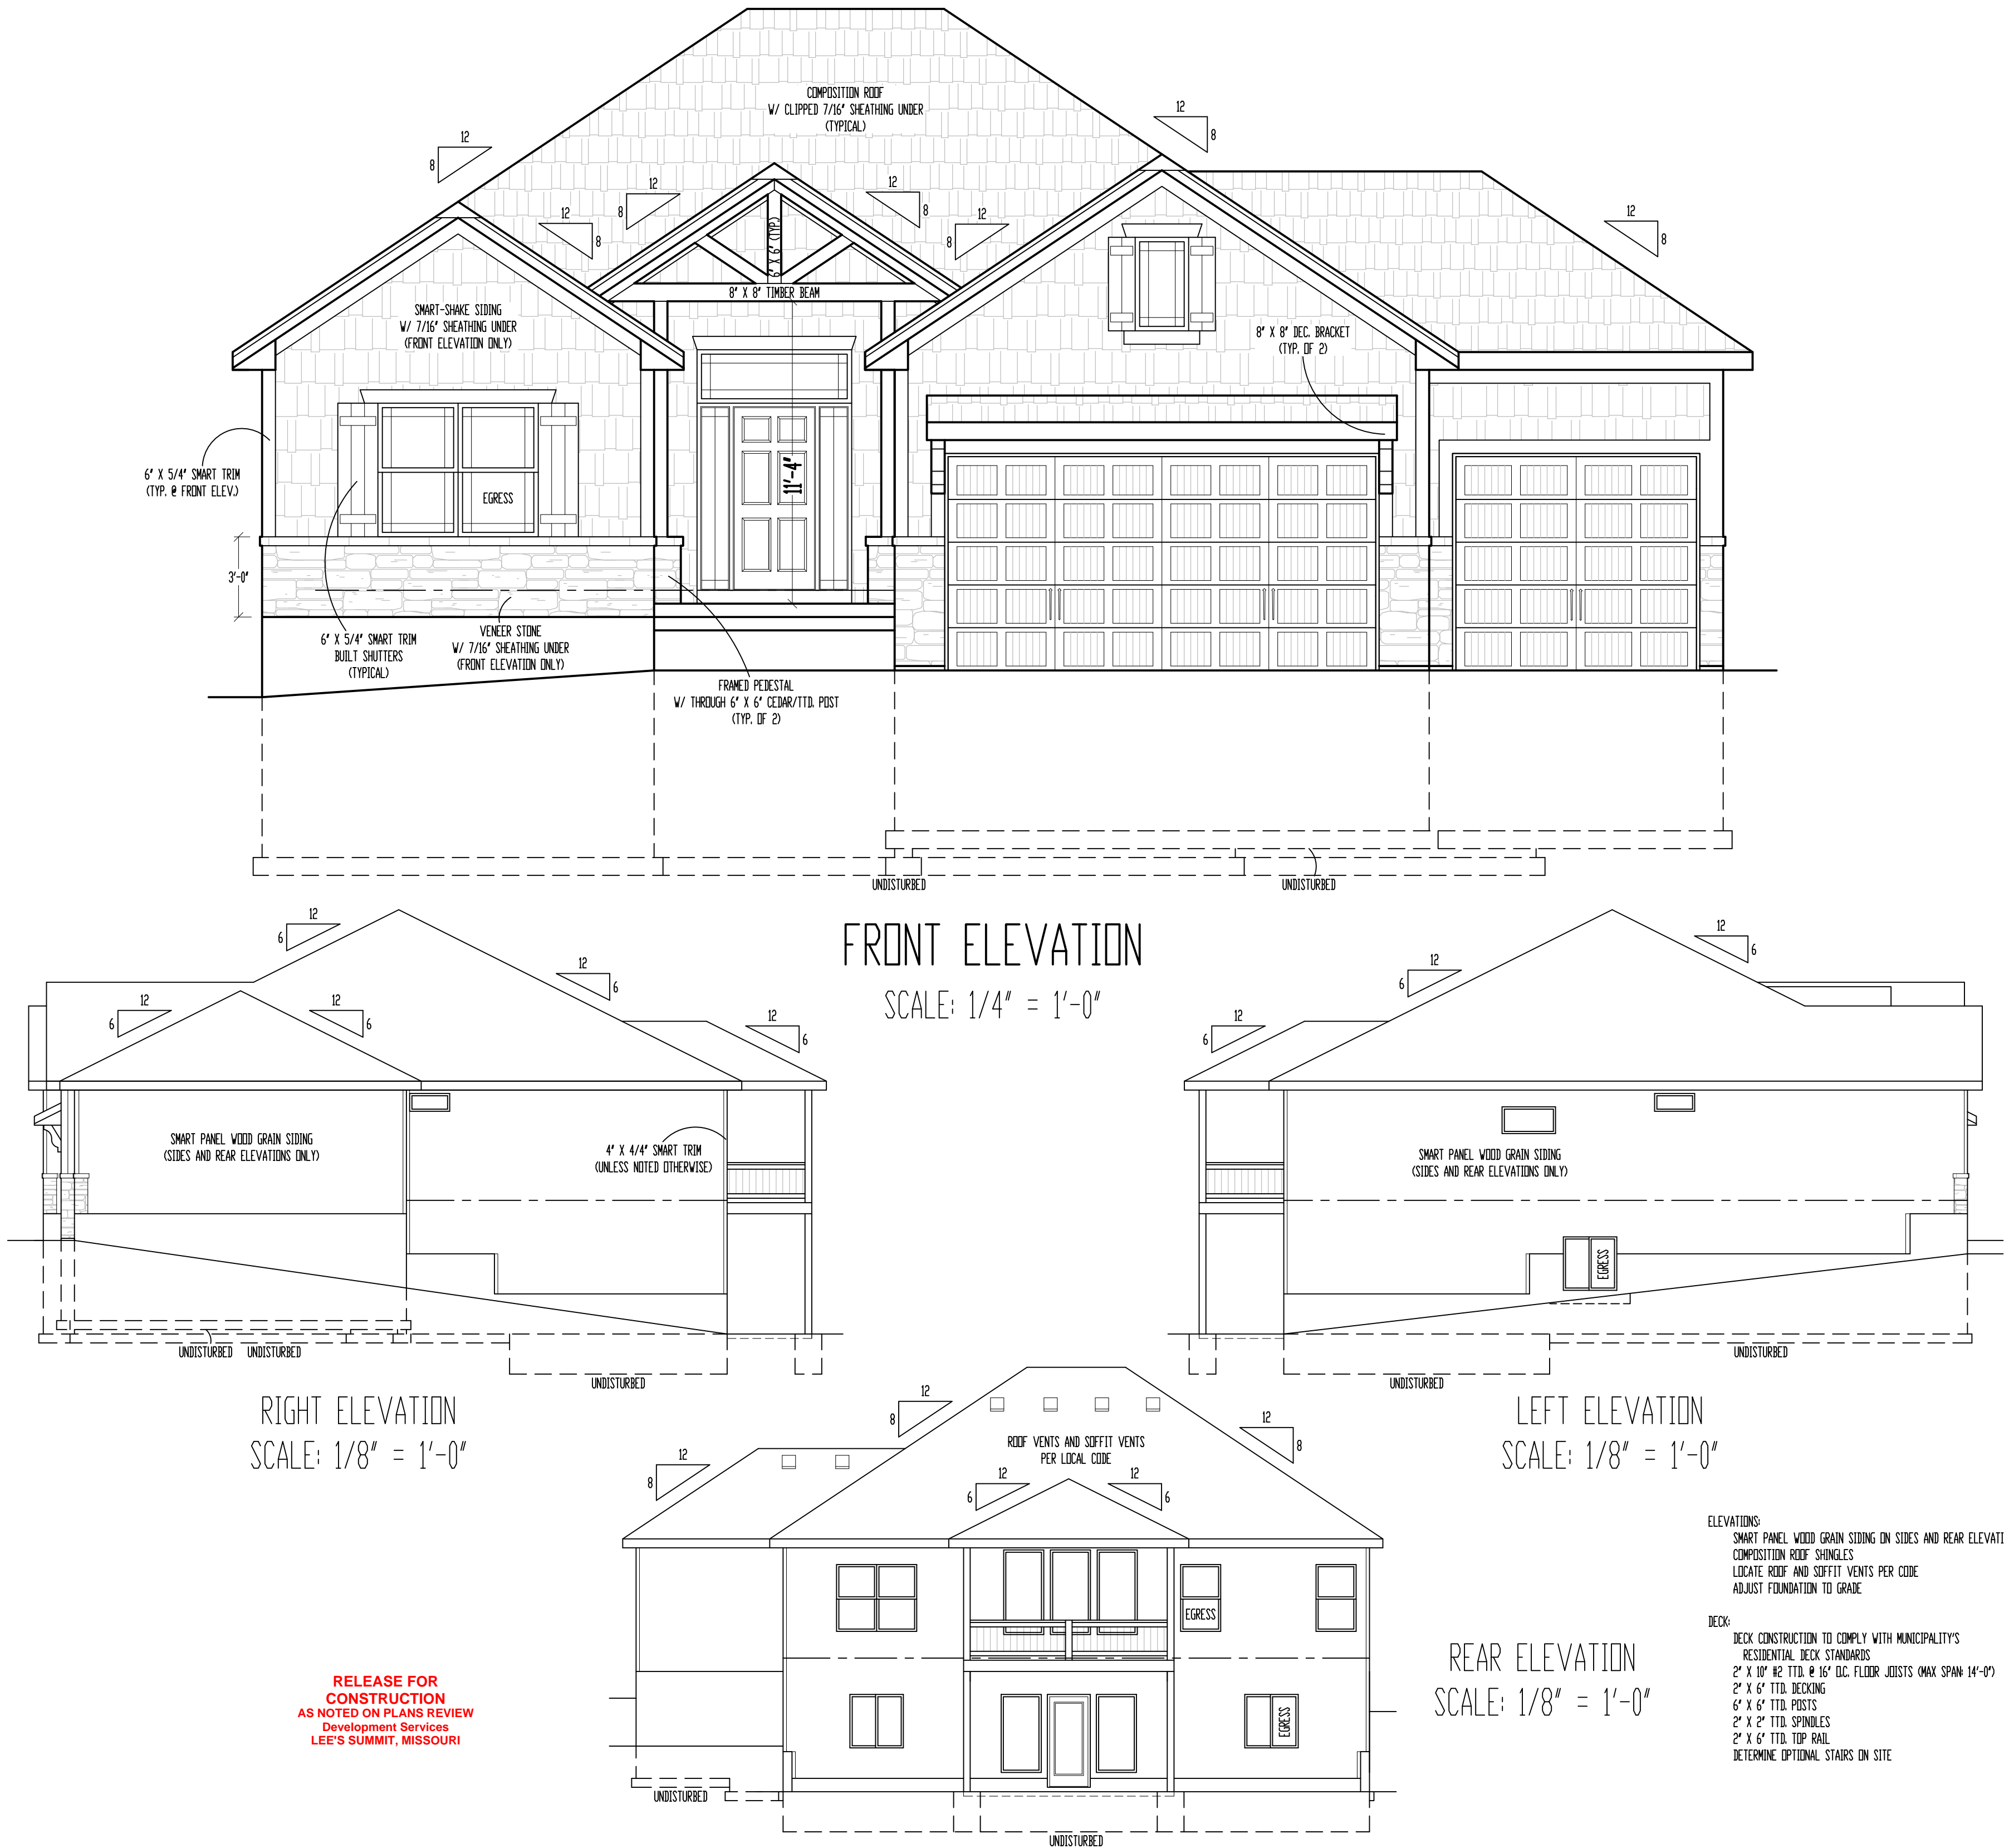 COMPOSITION ROOF
W/ CLIPPED 7/16" SHEATHING UNDER
(TYPICAL)
12
8
12
8
12
8
12
8
12
8
12
8
12
8
6" X 6" (TYP.)
8" X 8" TIMBER BEAM
SMART-SHAKE SIDING
W/ 7/16" SHEATHING UNDER
(FRONT ELEVATION ONLY)
8" X 8" DEC. BRACKET
(TYP. OF 2)
6" X 5/4" SMART TRIM
(TYP. @ FRONT ELEV.)
EGRESS
11'-4"
3'-0"
6" X 5/4" SMART TRIM
BUILT SHUTTERS
(TYPICAL)
VENEER STONE
W/ 7/16" SHEATHING UNDER
(FRONT ELEVATION ONLY)
FRAMED PEDESTAL
W/ THROUGH 6" X 6" CEDAR/TTD. POST
(TYP. OF 2)
UNDISTURBED
UNDISTURBED
FRONT ELEVATION
SCALE: 1/4" = 1'-0"
12
6
12
6
12
6
12
6
12
6
SMART PANEL WOOD GRAIN SIDING
(SIDES AND REAR ELEVATIONS ONLY)
4" X 4/4" SMART TRIM
(UNLESS NOTED OTHERWISE)
UNDISTURBED
UNDISTURBED
UNDISTURBED
RIGHT ELEVATION
SCALE: 1/8" = 1'-0"
12
6
12
6
12
6
SMART PANEL WOOD GRAIN SIDING
(SIDES AND REAR ELEVATIONS ONLY)
EGRESS
UNDISTURBED
UNDISTURBED
LEFT ELEVATION
SCALE: 1/8" = 1'-0"
12
8
12
8
12
8
ROOF VENTS AND SOFFIT VENTS
PER LOCAL CODE
12
6
12
6
EGRESS
EGRESS
UNDISTURBED
UNDISTURBED
REAR ELEVATION
SCALE: 1/8" = 1'-0"
ELEVATIONS:
SMART PANEL WOOD GRAIN SIDING ON SIDES AND REAR ELEVATI
COMPOSITION ROOF SHINGLES
LOCATE ROOF AND SOFFIT VENTS PER CODE
ADJUST FOUNDATION TO GRADE
DECK:
DECK CONSTRUCTION TO COMPLY WITH MUNICIPALITY'S
RESIDENTIAL DECK STANDARDS
2" X 10" #2 TTD. @ 16" O.C. FLOOR JOISTS (MAX SPAN: 14'-0")
2" X 6" TTD. DECKING
6" X 6" TTD. POSTS
2" X 2" TTD. SPINDLES
2" X 6" TTD. TOP RAIL
DETERMINE OPTIONAL STAIRS ON SITE
RELEASE FOR
CONSTRUCTION
AS NOTED ON PLANS REVIEW
Development Services
LEE'S SUMMIT, MISSOURI